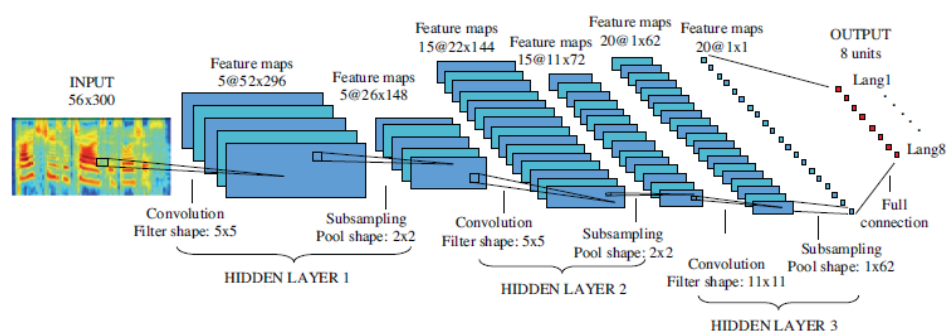 INPUT
56x300
Feature maps
5@52x296
Feature maps
5@26x148
Feature maps
15@22x144
Feature maps
15@11x72
Feature maps
20@1x62
Feature maps
20@1x1
OUTPUT
8 units
Lang1
Lang8
Convolution
Filter shape: 5x5
Subsampling
Pool shape: 2x2
Convolution
Filter shape: 5x5
Subsampling
Pool shape: 2x2
Convolution
Filter shape: 11x11
Subsampling
Pool shape: 1x62
Full
connection
HIDDEN LAYER 1
HIDDEN LAYER 2
HIDDEN LAYER 3